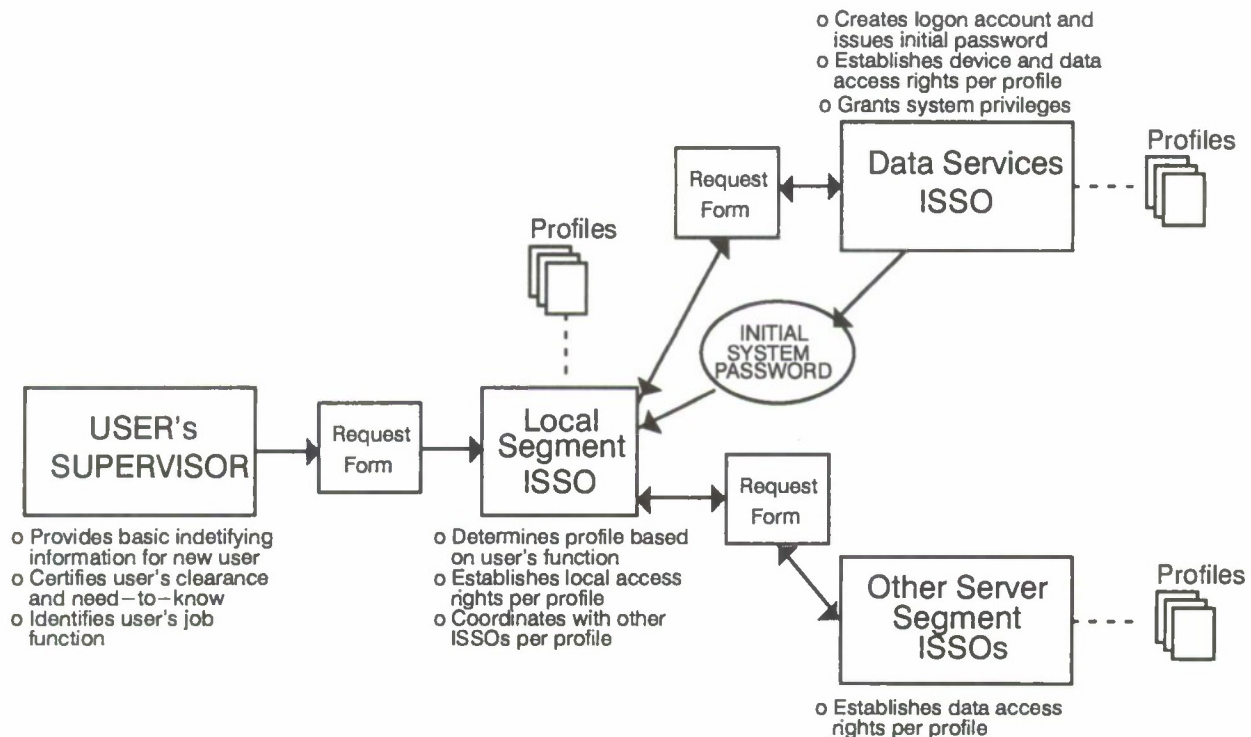 o Creates logon account and
issues initial password
o Establishes device and data
access rights per profile
o Grants system privileges
Data Services
ISSO
Profiles
Request
Form
Profiles
INITIAL
SYSTEM
PASSWORD
USER's
SUPERVISOR
Request
Form
Local
Segment
ISSO
o Provides basic indetifying
information for new user
o Certifies user's clearance
and need-to-know
o Identifies user's job
function
o Determines profile based
on user's function
o Establishes local access
rights per profile
o Coordinates with other
ISSOs per profile
Request
Form
Other Server
Segment
ISSOs
Profiles
o Establishes data access
rights per profile